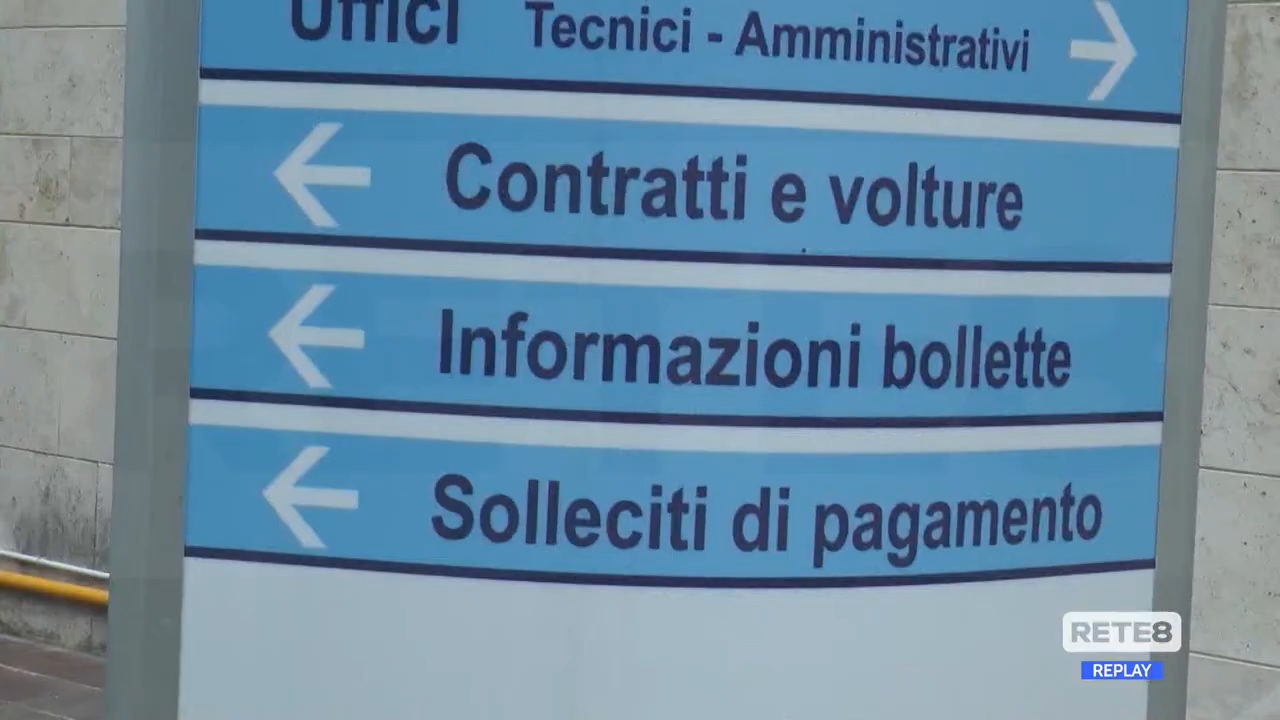 Uffici Tecnici - Amministrativi
Contratti e volture
Informazioni bollette
Solleciti di pagamento
RETE8
REPLAY